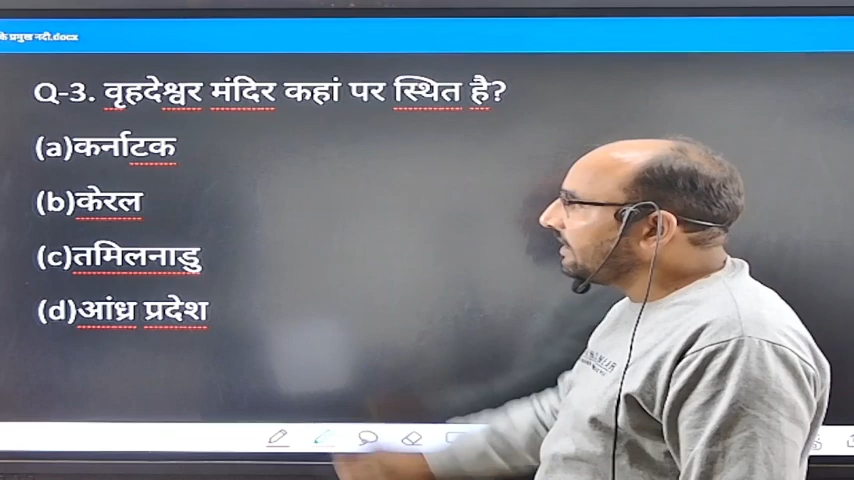 के प्रमुख नदी.docx
Q-3. वृहदेश्वर मंदिर कहां पर स्थित है?
(a)कर्नाटक
(b)केरल
(c)तमिलनाडु
(d)आंध्र प्रदेश